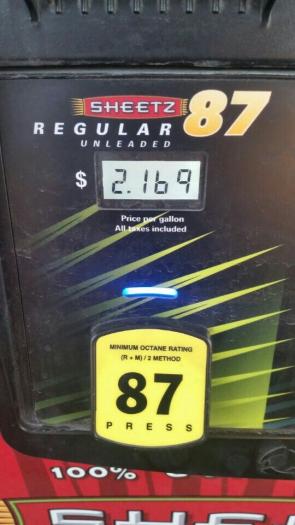 SHEETZ 87
REGULAR
UNLEADED
$ 2.169
Price per gallon
All taxes included
MINIMUM OCTANE RATING
(R + M) / 2 METHOD
87
PRESS
100%